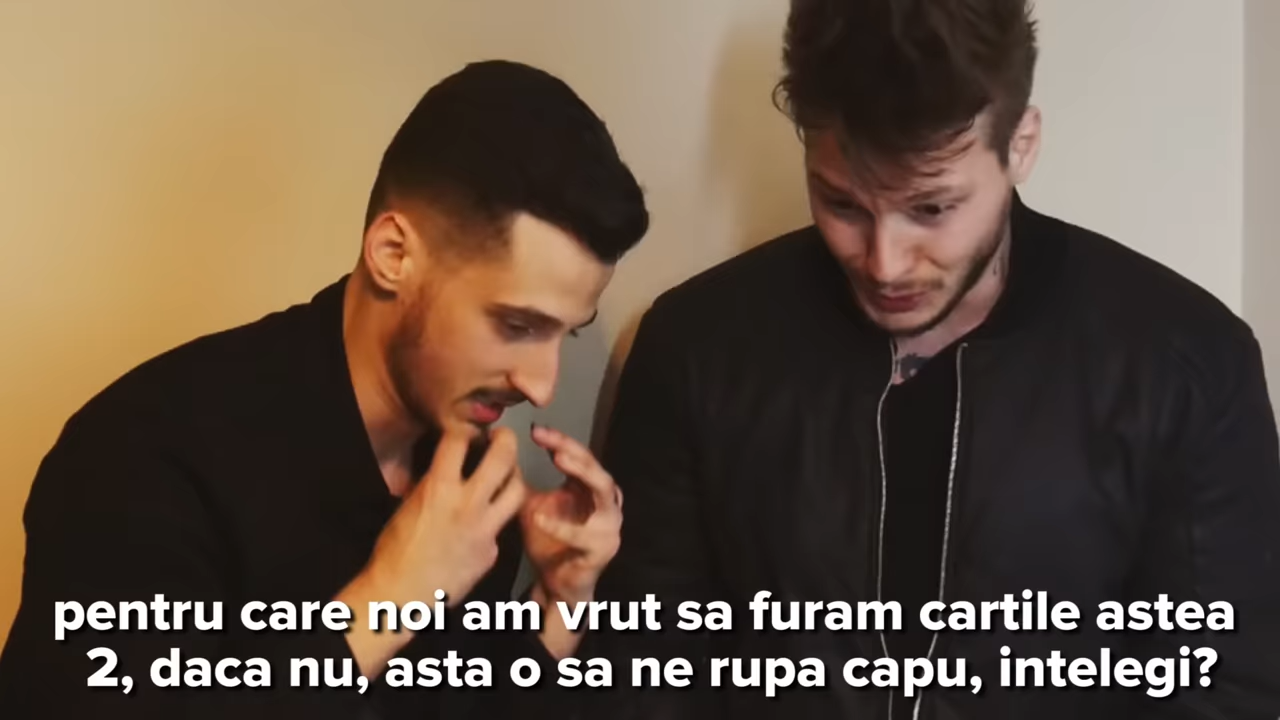 pentru care noi am vrut sa furam cartile astea
2, daca nu, asta o sa ne rupa capu, intelegi?